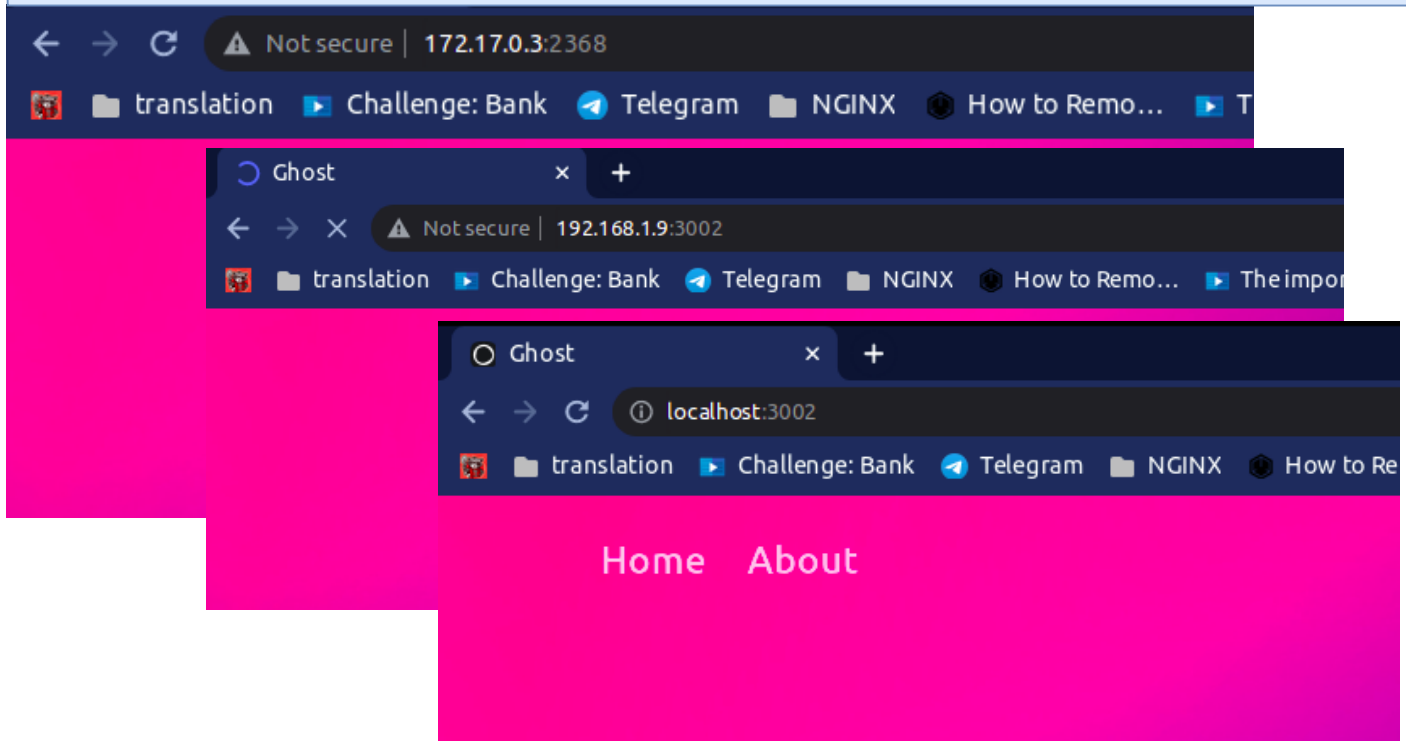 Not secure | 172.17.0.3:2368
translation Challenge: Bank Telegram NGINX How to Remo... T
Ghost
Not secure | 192.168.1.9:3002
translation Challenge: Bank Telegram NGINX How to Remo... The impor
Ghost
localhost:3002
translation Challenge: Bank Telegram NGINX How to Re
Home About